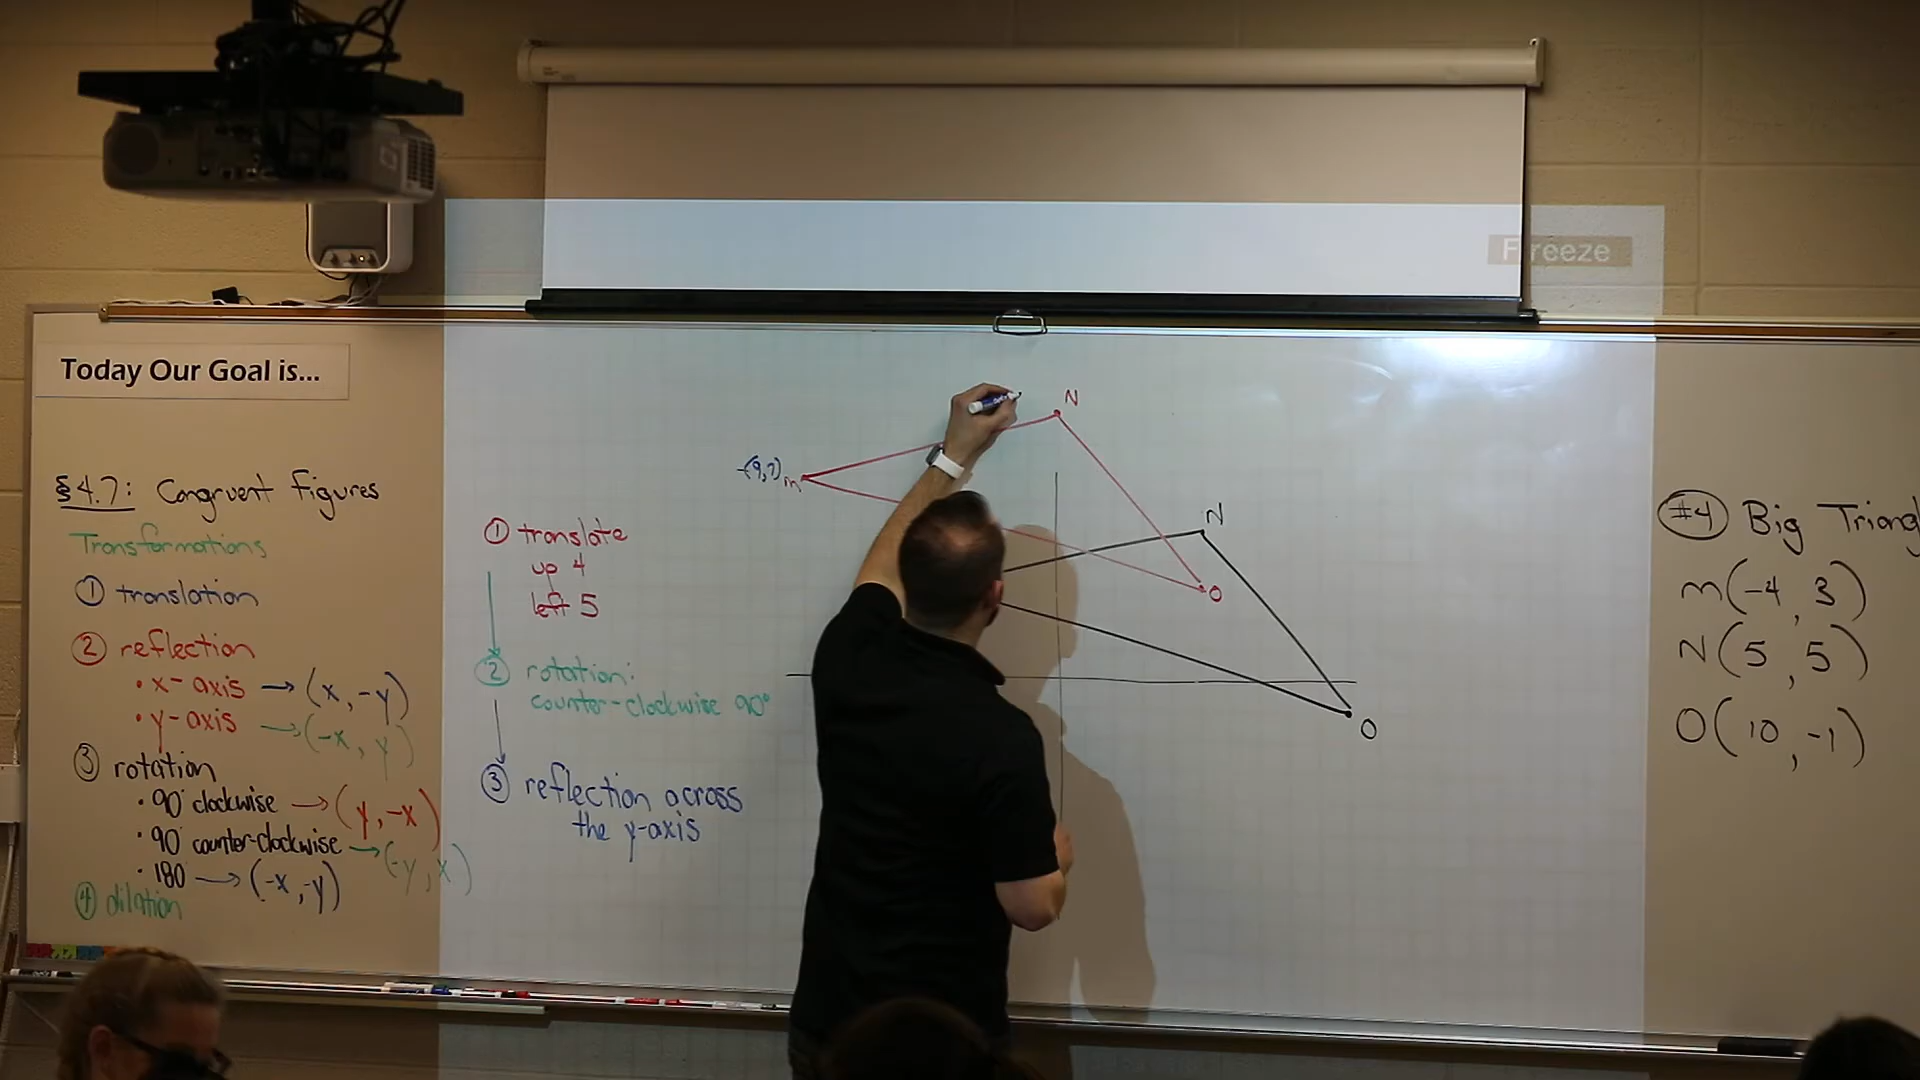 Freeze
Today Our Goal is...
§4.7: Congruent Figures
Transformations
① translation
② reflection
• x-axis → (x, -y)
• y-axis → (-x, y)
③ rotation
• 90° clockwise → (y, -x)
• 90° counter-clockwise → (-y, x)
• 180° → (-x, -y)
④ dilation
① translate
up 4
left 5
② rotation:
counter-clockwise 90°
③ reflection across
the y-axis
-(9,7)
m
N
O
N
O
#4 Big Triangl
m(-4, 3)
N(5, 5)
O(10, -1)